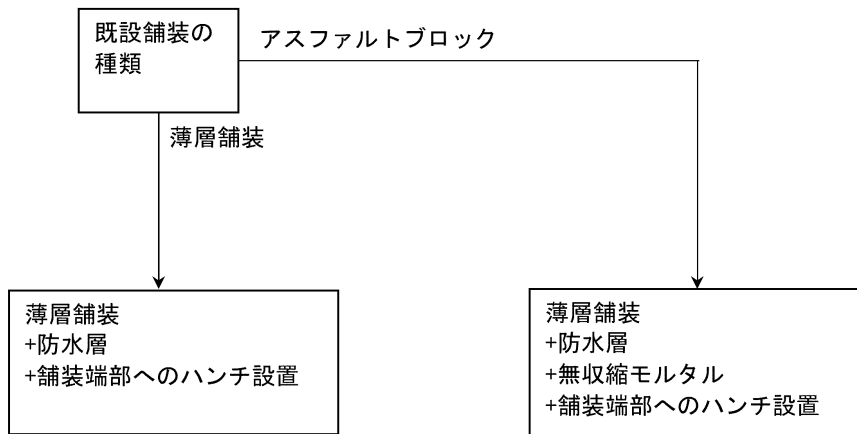 既設舗装の
種類
アスファルトブロック
薄層舗装
薄層舗装
+防水層
+舗装端部へのハンチ設置
薄層舗装
+防水層
+無収縮モルタル
+舗装端部へのハンチ設置